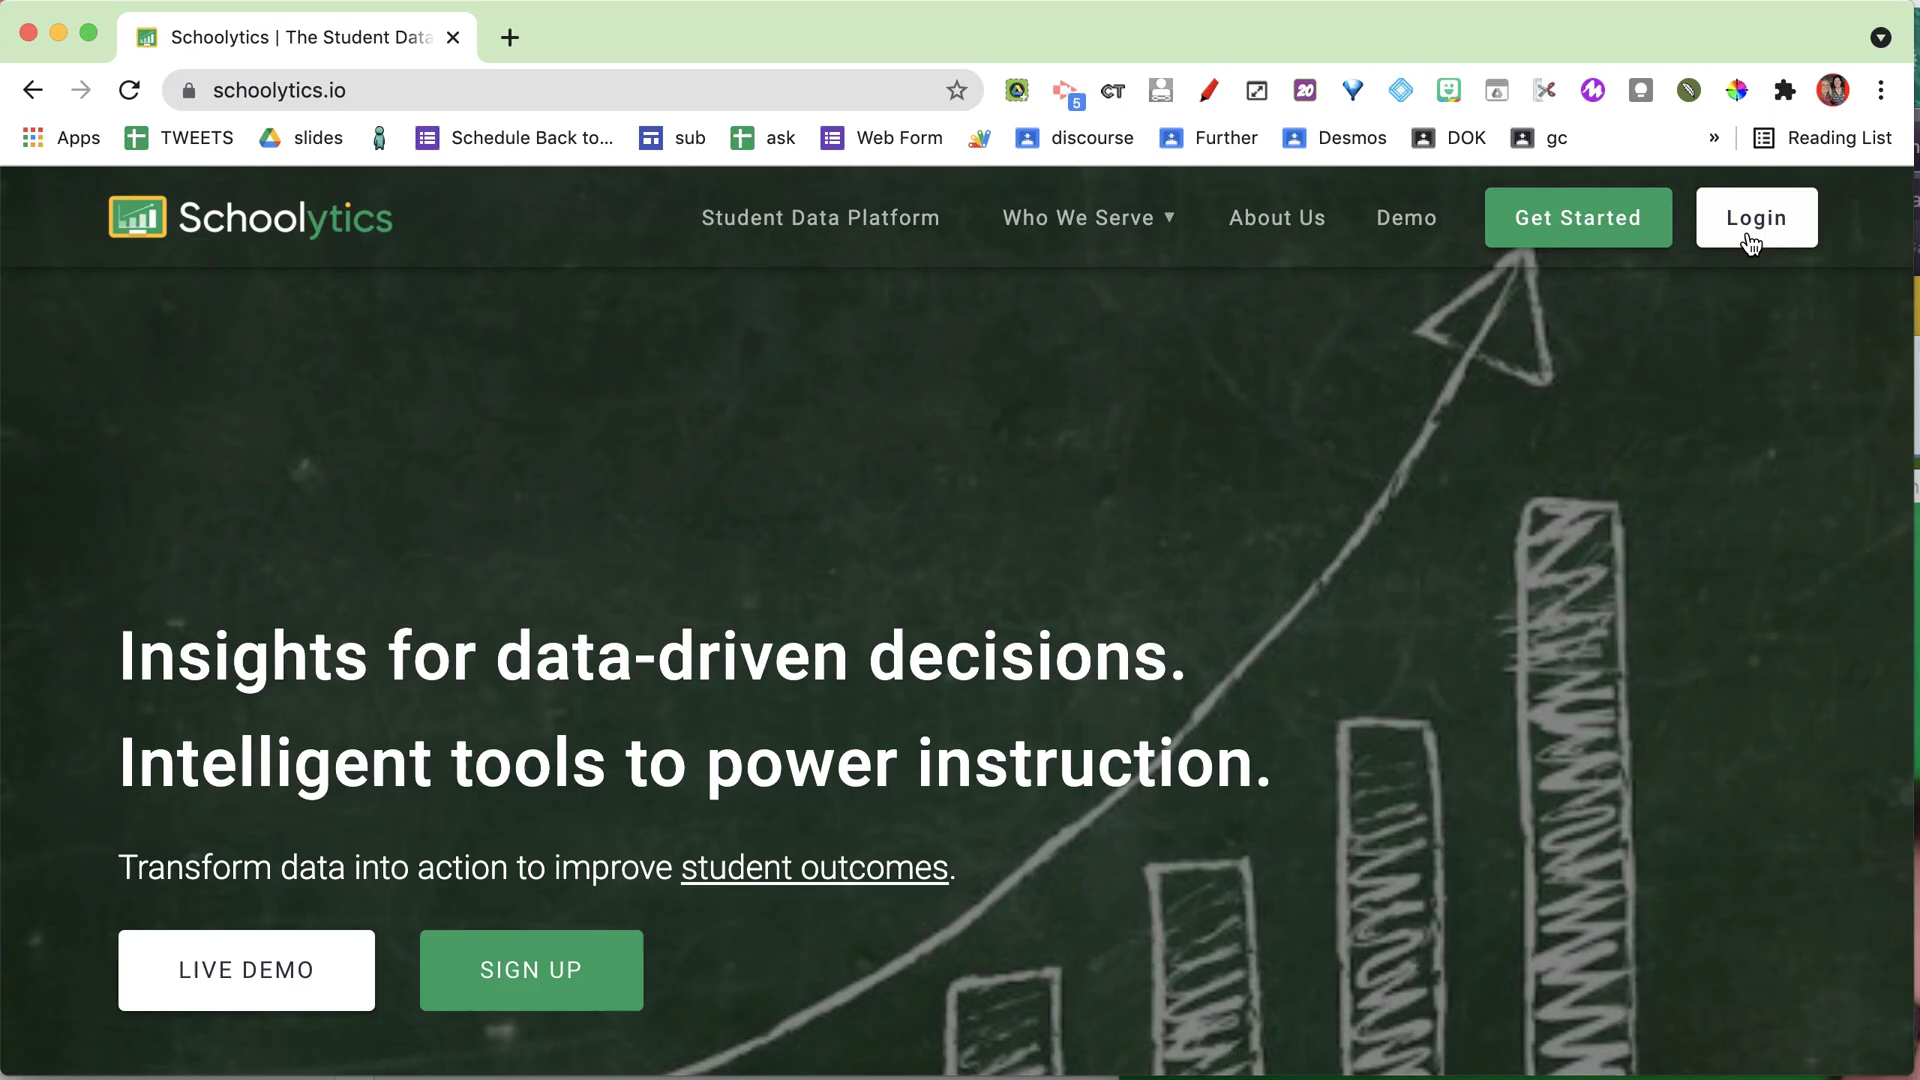 Schoolytics | The Student Data
schoolytics.io
5
CT
20
Apps
TWEETS
slides
Schedule Back to...
sub
ask
Web Form
discourse
Further
Desmos
DOK
gc
»
Reading List
Schoolytics
Student Data Platform
Who We Serve ▼
About Us
Demo
Get Started
Login
Insights for data-driven decisions.
Intelligent tools to power instruction.
Transform data into action to improve student outcomes.
LIVE DEMO
SIGN UP